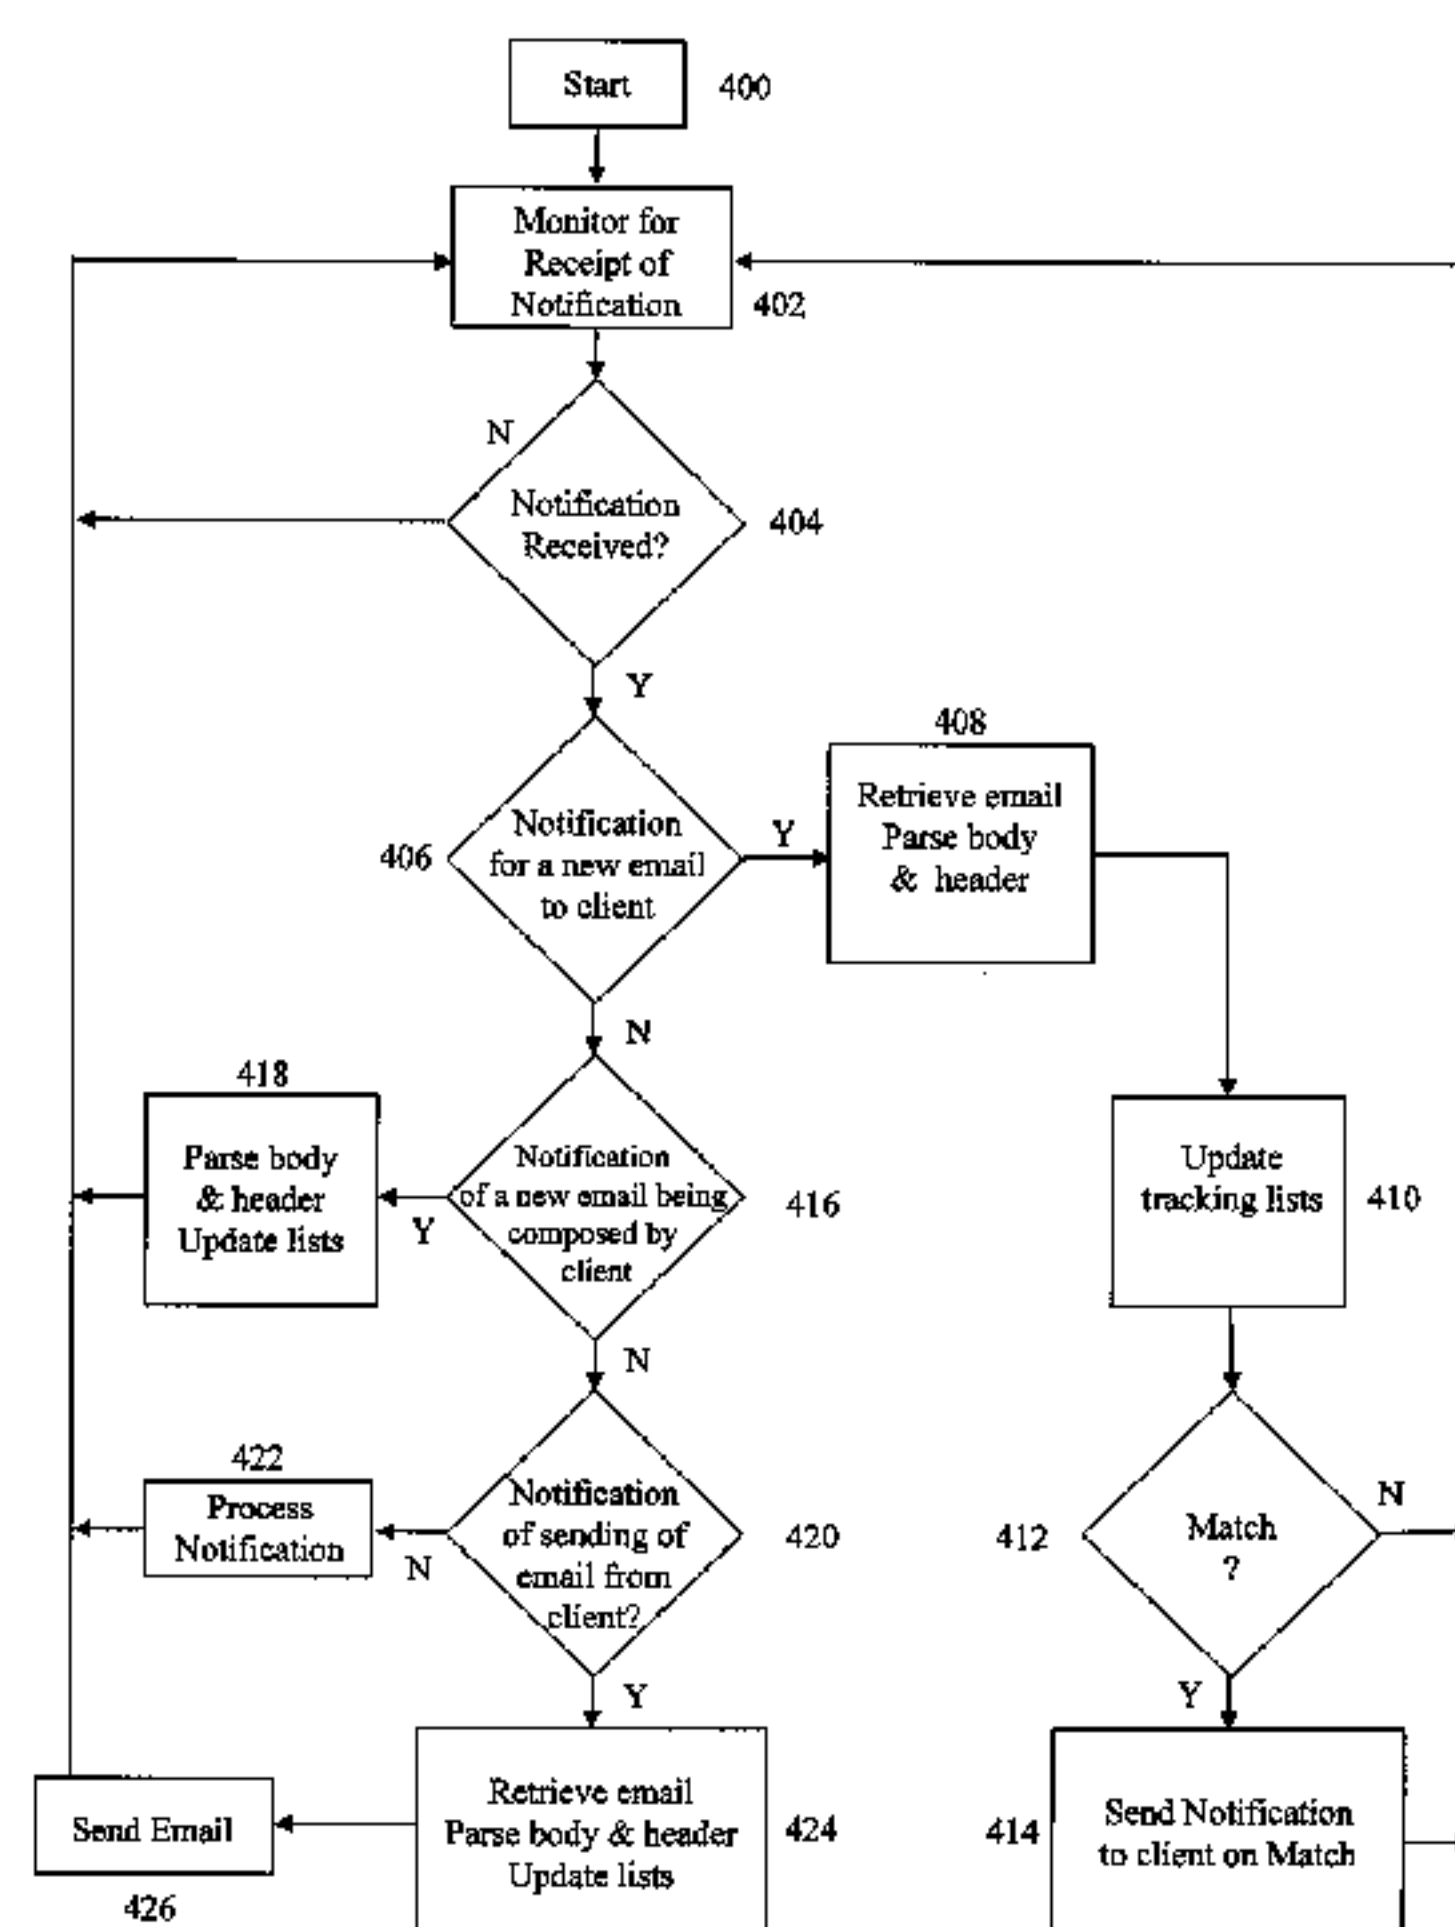 Start
400
Monitor for
Receipt of
Notification
402
N
Notification
Received?
404
Y
408
Retrieve email
Parse body
& header
Y
406
Notification
for a new email
to client
N
418
Parse body
& header
Update lists
Y
Notification
of a new email being
composed by
client
416
Update
tracking lists
410
N
422
Process
Notification
N
Notification
of sending of
email from
client?
420
412
Match
?
N
Y
Y
Send Email
426
Retrieve email
Parse body & header
Update lists
424
414
Send Notification
to client on Match